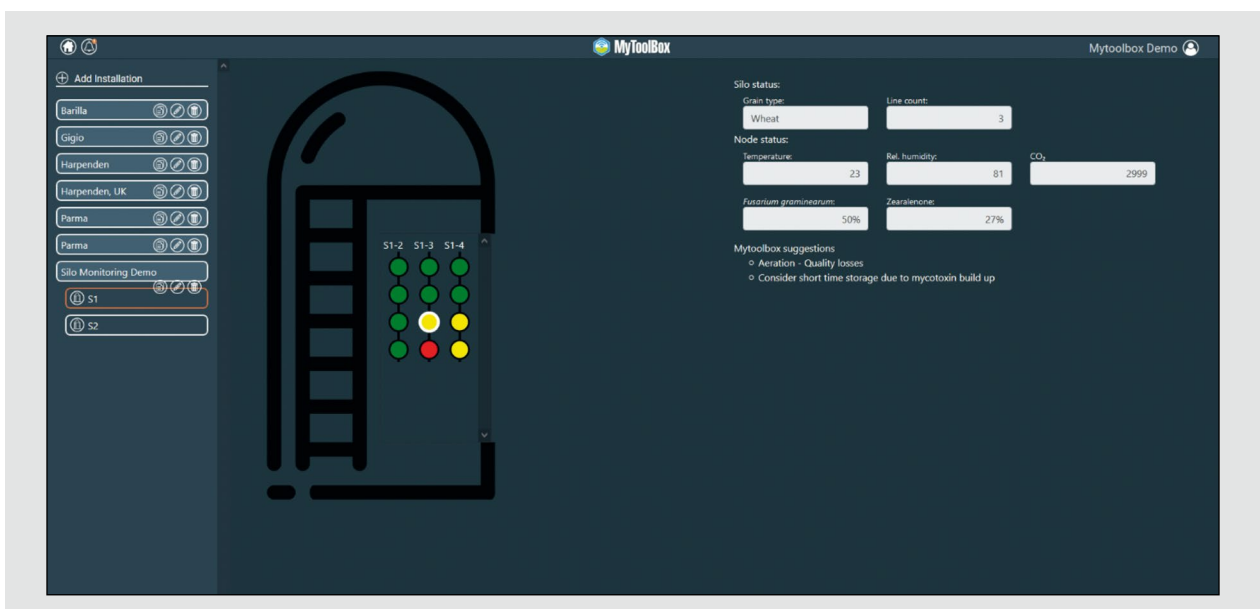 MyToolBox
Mytoolbox Demo
Add Installation
Barilla
Gigio
Harpenden
Harpenden, UK
Parma
Parma
Silo Monitoring Demo
S1
S2
S1-2 S1-3 S1-4
Silo status:
Grain type: Line count:
Wheat 3
Node status:
Temperature: Rel. humidity: CO₂
23 81 2999
Fusarium graminearum: Zearalenone:
50% 27%
Mytoolbox suggestions
Aeration - Quality losses
Consider short time storage due to mycotoxin build up